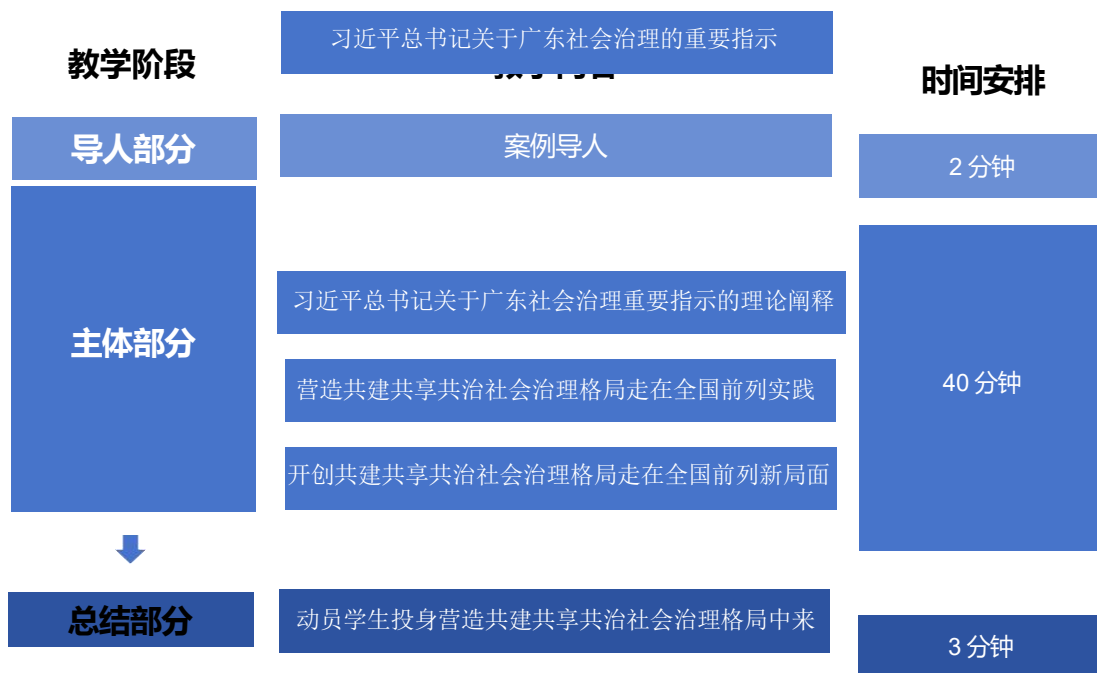 习近平总书记关于广东社会治理的重要指示
教学阶段
时间安排
导人部分
案例导人
2 分钟
主体部分
习近平总书记关于广东社会治理重要指示的理论阐释
营造共建共享共治社会治理格局走在全国前列实践
40 分钟
开创共建共享共治社会治理格局走在全国前列新局面
总结部分
动员学生投身营造共建共享共治社会治理格局中来
3 分钟